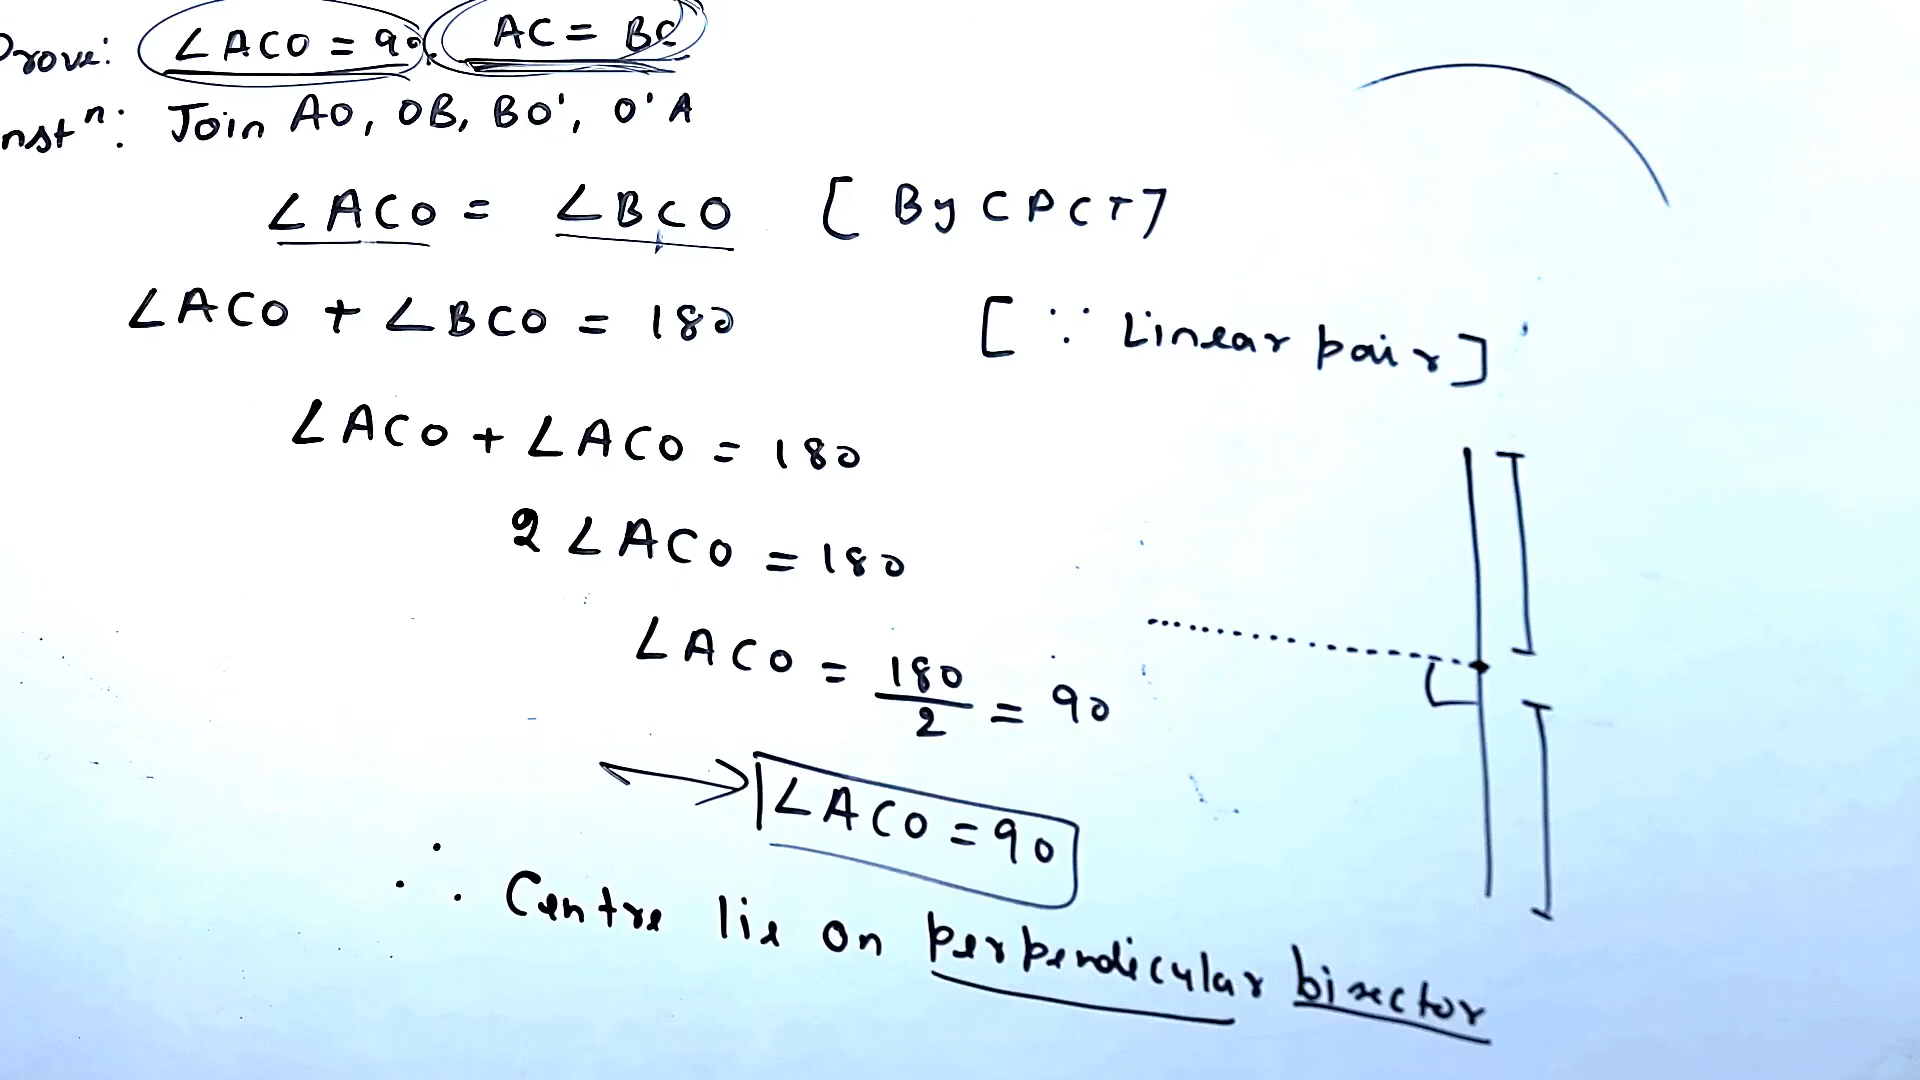 Prove: ∠ACO = 90, AC = BC
nstⁿ: Join AO, OB, BO', O'A
∠ACO = ∠BCO [By CPCT]
∠ACO + ∠BCO = 180 [∵ Linear pair]
∠ACO + ∠ACO = 180
2∠ACO = 180
∠ACO = 180/2 = 90
∠ACO = 90
∴ Centre lie on perpendicular bisector